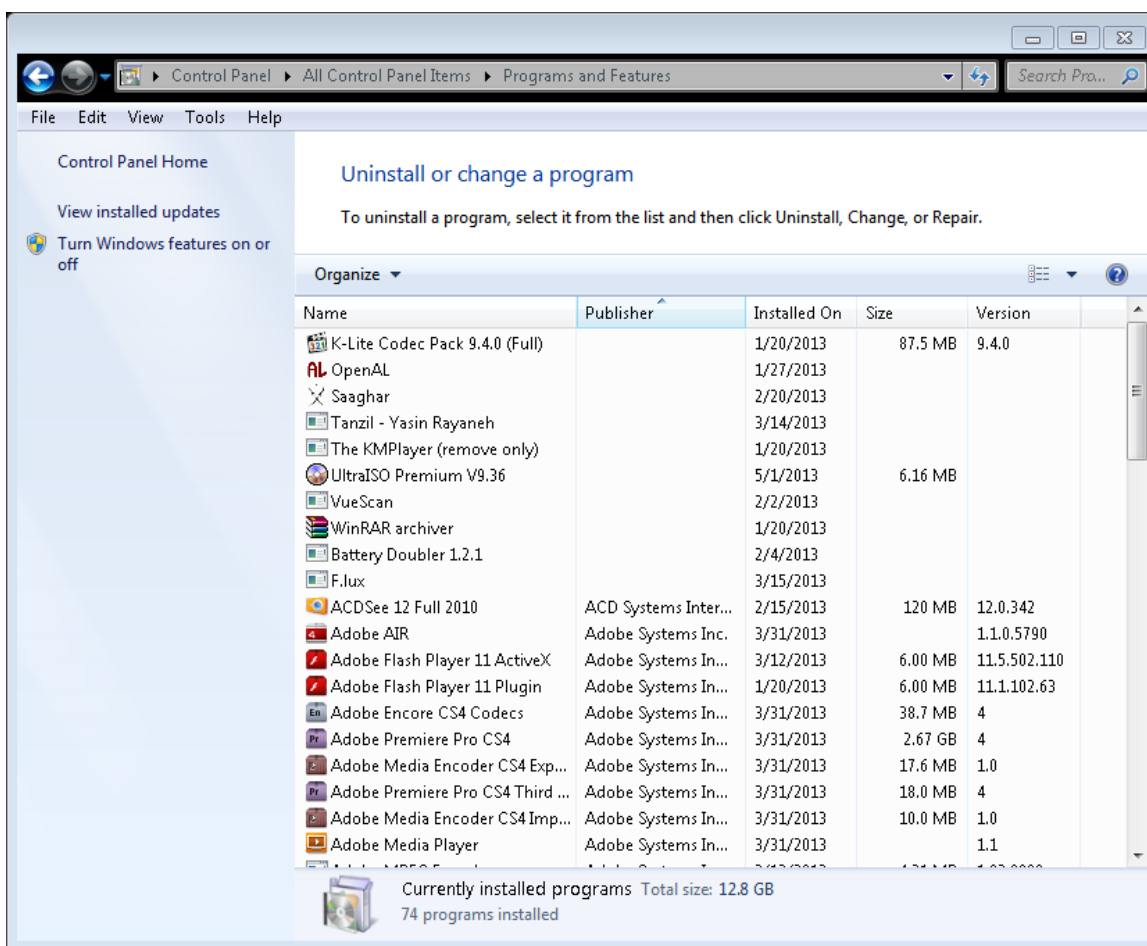 Control Panel All Control Panel Items Programs and Features Search Pro...
File Edit View Tools Help
Control Panel Home
View installed updates
Turn Windows features on or
off
Uninstall or change a program
To uninstall a program, select it from the list and then click Uninstall, Change, or Repair.
Organize
Name Publisher Installed On Size Version
K-Lite Codec Pack 9.4.0 (Full) 1/20/2013 87.5 MB 9.4.0
AL OpenAL 1/27/2013
Saaghar 2/20/2013
Tanzil - Yasin Rayaneh 3/14/2013
The KMPlayer (remove only) 1/20/2013
UltraISO Premium V9.36 5/1/2013 6.16 MB
VueScan 2/2/2013
WinRAR archiver 1/20/2013
Battery Doubler 1.2.1 2/4/2013
F.lux 3/15/2013
ACDSee 12 Full 2010 ACD Systems Inter... 2/15/2013 120 MB 12.0.342
Adobe AIR Adobe Systems Inc. 3/31/2013 1.1.0.5790
Adobe Flash Player 11 ActiveX Adobe Systems In... 3/12/2013 6.00 MB 11.5.502.110
Adobe Flash Player 11 Plugin Adobe Systems In... 1/20/2013 6.00 MB 11.1.102.63
En Adobe Encore CS4 Codecs Adobe Systems In... 3/31/2013 38.7 MB 4
Pr Adobe Premiere Pro CS4 Adobe Systems In... 3/31/2013 2.67 GB 4
Adobe Media Encoder CS4 Exp... Adobe Systems In... 3/31/2013 17.6 MB 1.0
Pr Adobe Premiere Pro CS4 Third ... Adobe Systems In... 3/31/2013 18.0 MB 4
Adobe Media Encoder CS4 Imp... Adobe Systems In... 3/31/2013 10.0 MB 1.0
Adobe Media Player Adobe Systems In... 3/31/2013 1.1
Currently installed programs Total size: 12.8 GB
74 programs installed